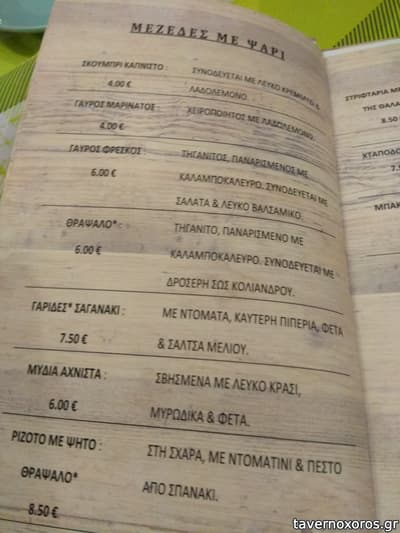 ΜΕΖΕΔΕΣ ΜΕ ΨΑΡΙ
ΣΚΟΥΜΠΡΙ ΚΑΠΝΙΣΤΟ : ΣΥΝΟΔΕΥΕΤΑΙ ΜΕ ΛΕΥΚΟ ΚΡΕΜΜΥΔΙ &
4.00 € ΛΑΔΟΛΕΜΟΝΟ
ΓΑΥΡΟΣ ΜΑΡΙΝΑΤΟΣ : ΧΕΙΡΟΠΟΙΗΤΟΣ ΜΕ ΛΑΔΟΛΕΜΟΝΟ.
4.00 €
ΓΑΥΡΟΣ ΦΡΕΣΚΟΣ : ΤΗΓΑΝΙΤΟΣ, ΠΑΝΑΡΙΣΜΕΝΟΣ ΜΕ
6.00 € ΚΑΛΑΜΠΟΚΑΛΕΥΡΟ. ΣΥΝΟΔΕΥΕΤΑΙ ΜΕ
ΣΑΛΑΤΑ & ΛΕΥΚΟ ΒΑΛΣΑΜΙΚΟ.
ΘΡΑΨΑΛΟ* : ΤΗΓΑΝΙΤΟ, ΠΑΝΑΡΙΣΜΕΝΟ ΜΕ
6.00 € ΚΑΛΑΜΠΟΚΑΛΕΥΡΟ. ΣΥΝΟΔΕΥΕΤΑΙ ΜΕ
ΔΡΟΣΕΡΗ ΣΩΣ ΚΟΛΙΑΝΔΡΟΥ.
ΓΑΡΙΔΕΣ* ΣΑΓΑΝΑΚΙ : ΜΕ ΝΤΟΜΑΤΑ, ΚΑΥΤΕΡΗ ΠΙΠΕΡΙΑ, ΦΕΤΑ
7.50 € & ΣΑΛΤΣΑ ΜΕΛΙΟΥ.
ΜΥΔΙΑ ΑΧΝΙΣΤΑ : ΣΒΗΣΜΕΝΑ ΜΕ ΛΕΥΚΟ ΚΡΑΣΙ,
6.00 € ΜΥΡΩΔΙΚΑ & ΦΕΤΑ.
ΡΙΖΟΤΟ ΜΕ ΨΗΤΟ : ΣΤΗ ΣΧΑΡΑ, ΜΕ ΝΤΟΜΑΤΙΝΙ & ΠΕΣΤΟ
ΘΡΑΨΑΛΟ* ΑΠΟ ΣΠΑΝΑΚΙ.
8.50 €
ΣΤΡΙΦΤΑΡΙΑ ΜΕ
ΤΗΣ ΘΑΛΑ
8.50
ΧΤΑΠΟΔ
7.
ΜΠΑΚ
tavernoxoros.gr